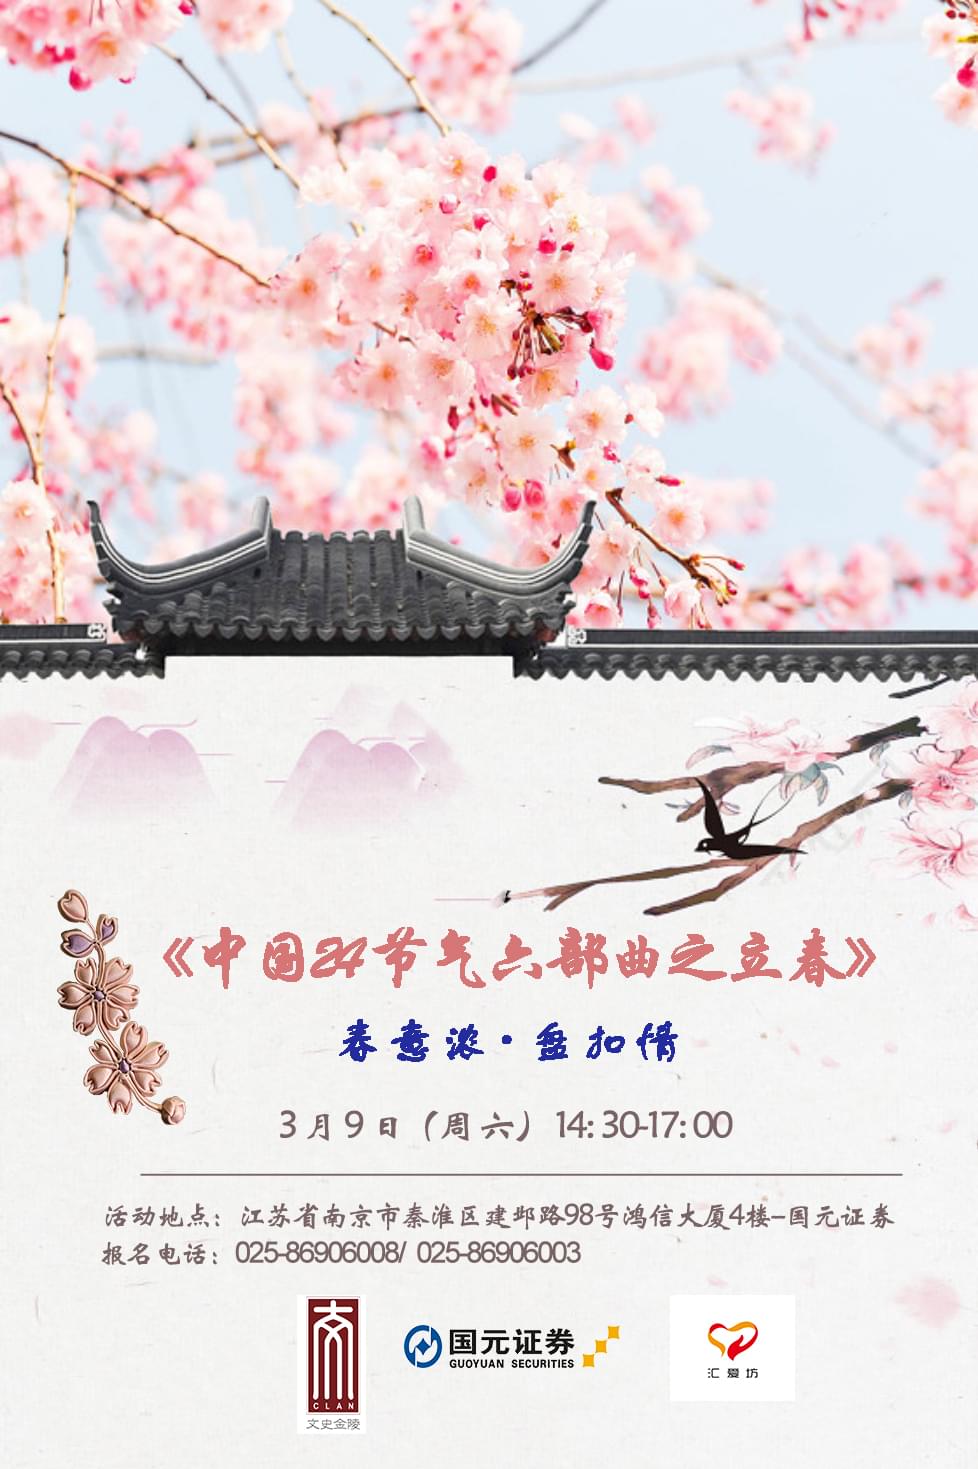 《中国24节气六部曲之立春》
春意浓·盘扣情
3月9日（周六）14:30-17:00
活动地点：江苏省南京市秦淮区建邺路98号鸿信大厦4楼-国元证券
报名电话：025-86906008/ 025-86906003
CLAN
文史金陵
国元证券
GUOYUAN SECURITIES
汇爱坊